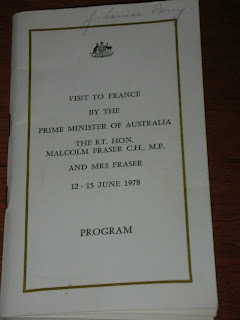 VISIT TO FRANCE
BY THE
PRIME MINISTER OF AUSTRALIA
THE RT. HON.
MALCOLM FRASER C.H., M.P.
AND MRS FRASER
12 - 15 JUNE 1978
PROGRAM